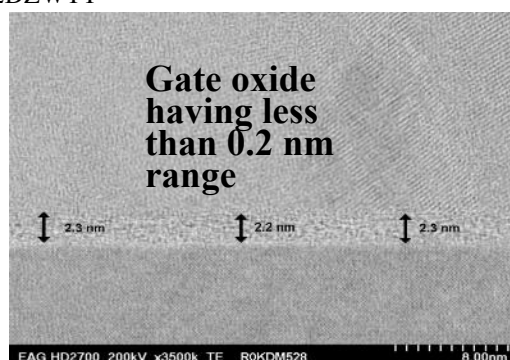 Gate oxide
having less
than 0.2 nm
range
2.3 nm 2.2 nm 2.3 nm
EAG HD2700 200kV x3500k TE R0KDM528 8.00nm